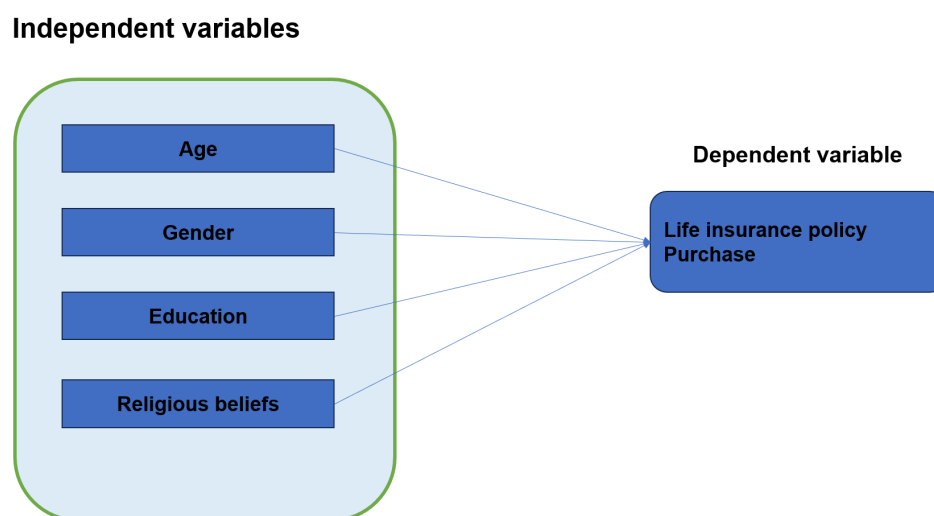 Independent variables
Age
Gender
Education
Religious beliefs
Dependent variable
Life insurance policy
Purchase